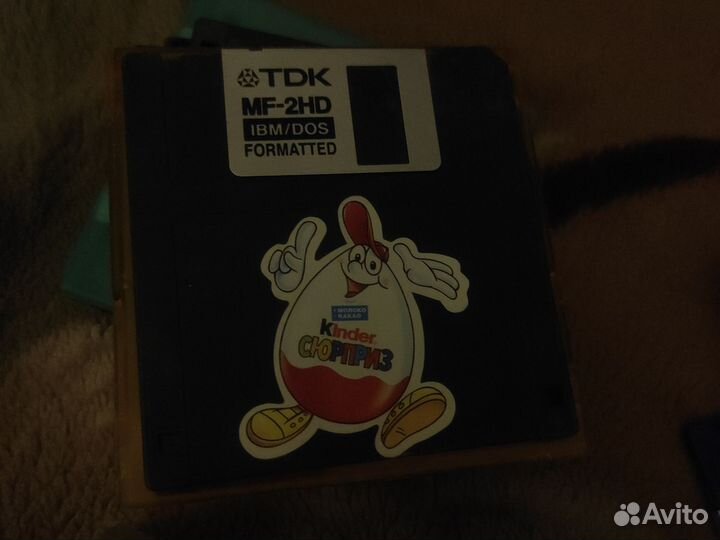 TDK
MF-2HD
IBM/DOS
FORMATTED
+ МОЛОКО
КАКАО
Kinder
СЮРПРИЗ
Avito